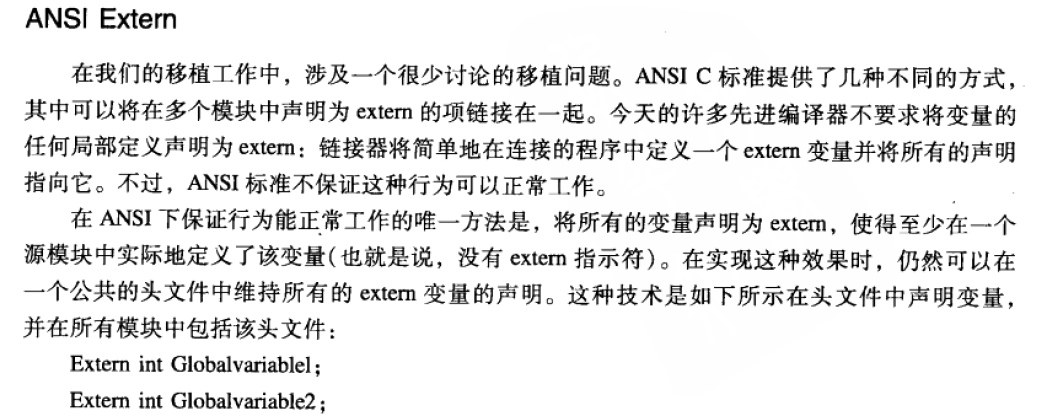 ANSI Extern
在我们的移植工作中，涉及一个很少讨论的移植问题。ANSI C 标准提供了几种不同的方式，
其中可以将在多个模块中声明为 extern 的项链接在一起。今天的许多先进编译器不要求将变量的
任何局部定义声明为 extern：链接器将简单地在连接的程序中定义一个 extern 变量并将所有的声明
指向它。不过，ANSI 标准不保证这种行为可以正常工作。
在 ANSI 下保证行为能正常工作的唯一方法是，将所有的变量声明为 extern，使得至少在一个
源模块中实际地定义了该变量(也就是说，没有 extern 指示符)。在实现这种效果时，仍然可以在
一个公共的头文件中维持所有的 extern 变量的声明。这种技术是如下所示在头文件中声明变量，
并在所有模块中包括该头文件：
Extern int Globalvariablel；
Extern int Globalvariable2；